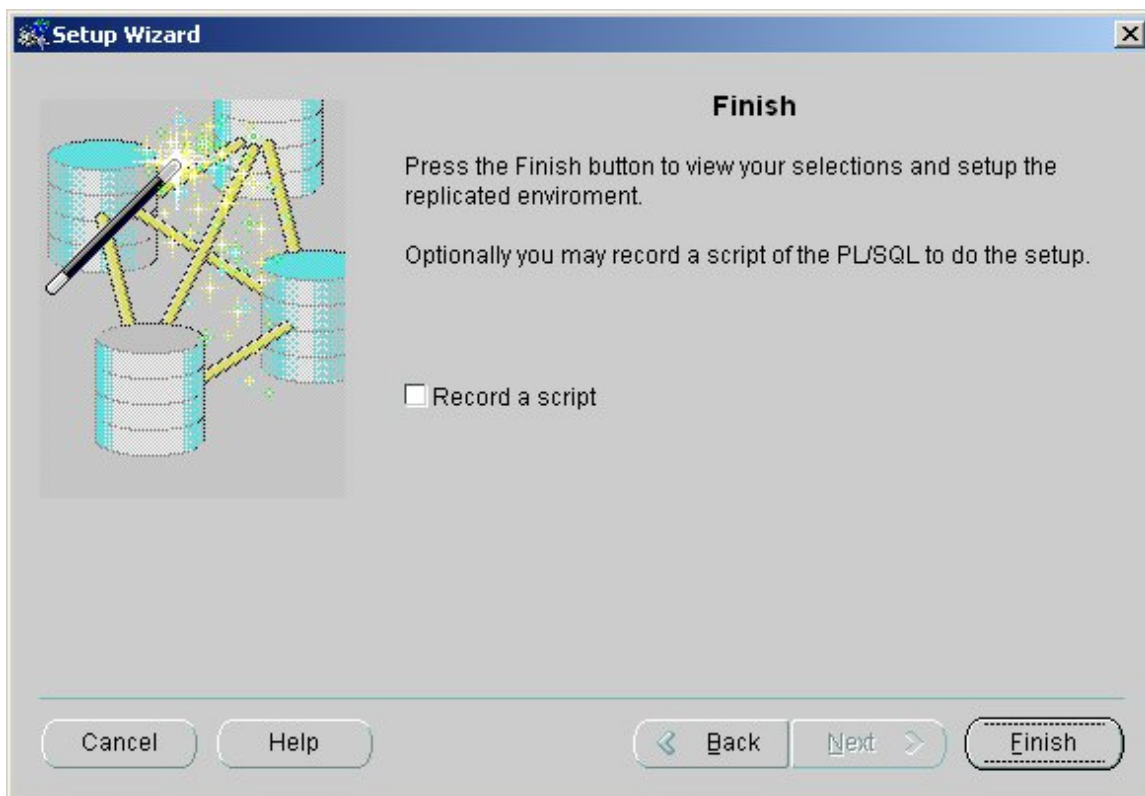 Setup Wizard
Finish
Press the Finish button to view your selections and setup the
replicated enviroment.
Optionally you may record a script of the PL/SQL to do the setup.
Record a script
Cancel
Help
Back
Next
Finish